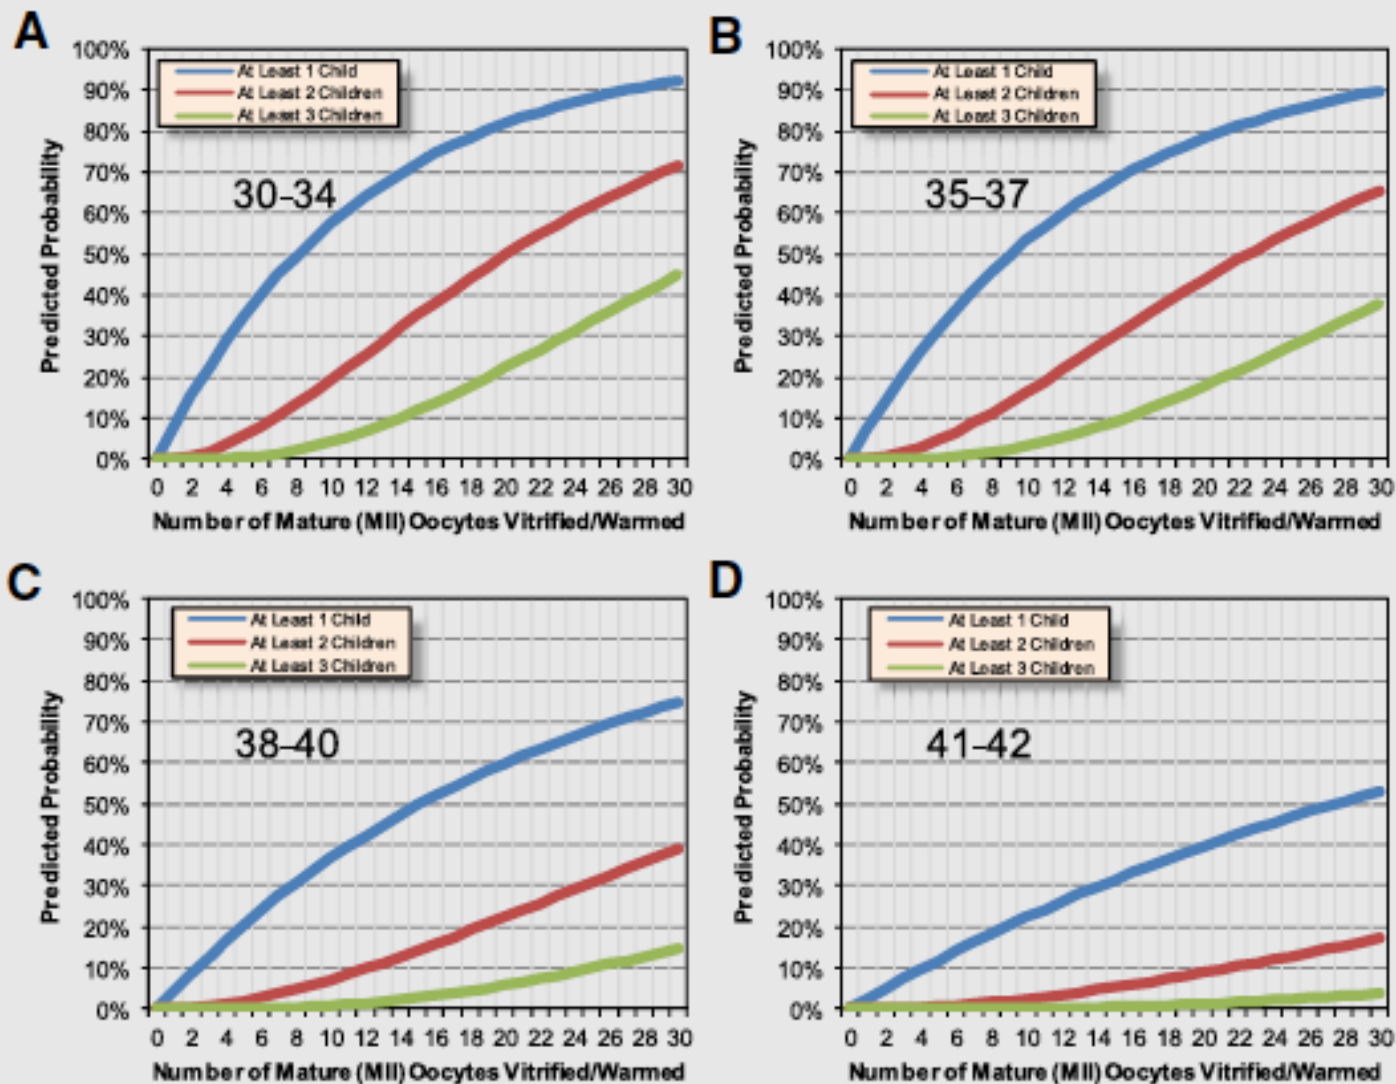 A
100%
90%
80%
70%
60%
50%
40%
30%
20%
10%
0%
Predicted Probability
At Least 1 Child
At Least 2 Children
At Least 3 Children
30–34
0 2 4 6 8 10 12 14 16 18 20 22 24 26 28 30
Number of Mature (MII) Oocytes Vitrified/Warmed
B
100%
90%
80%
70%
60%
50%
40%
30%
20%
10%
0%
Predicted Probability
At Least 1 Child
At Least 2 Children
At Least 3 Children
35–37
0 2 4 6 8 10 12 14 16 18 20 22 24 26 28 30
Number of Mature (MII) Oocytes Vitrified/Warmed
C
100%
90%
80%
70%
60%
50%
40%
30%
20%
10%
0%
Predicted Probability
At Least 1 Child
At Least 2 Children
At Least 3 Children
38–40
0 2 4 6 8 10 12 14 16 18 20 22 24 26 28 30
Number of Mature (MII) Oocytes Vitrified/Warmed
D
100%
90%
80%
70%
60%
50%
40%
30%
20%
10%
0%
Predicted Probability
At Least 1 Child
At Least 2 Children
At Least 3 Children
41–42
0 2 4 6 8 10 12 14 16 18 20 22 24 26 28 30
Number of Mature (MII) Oocytes Vitrified/Warmed